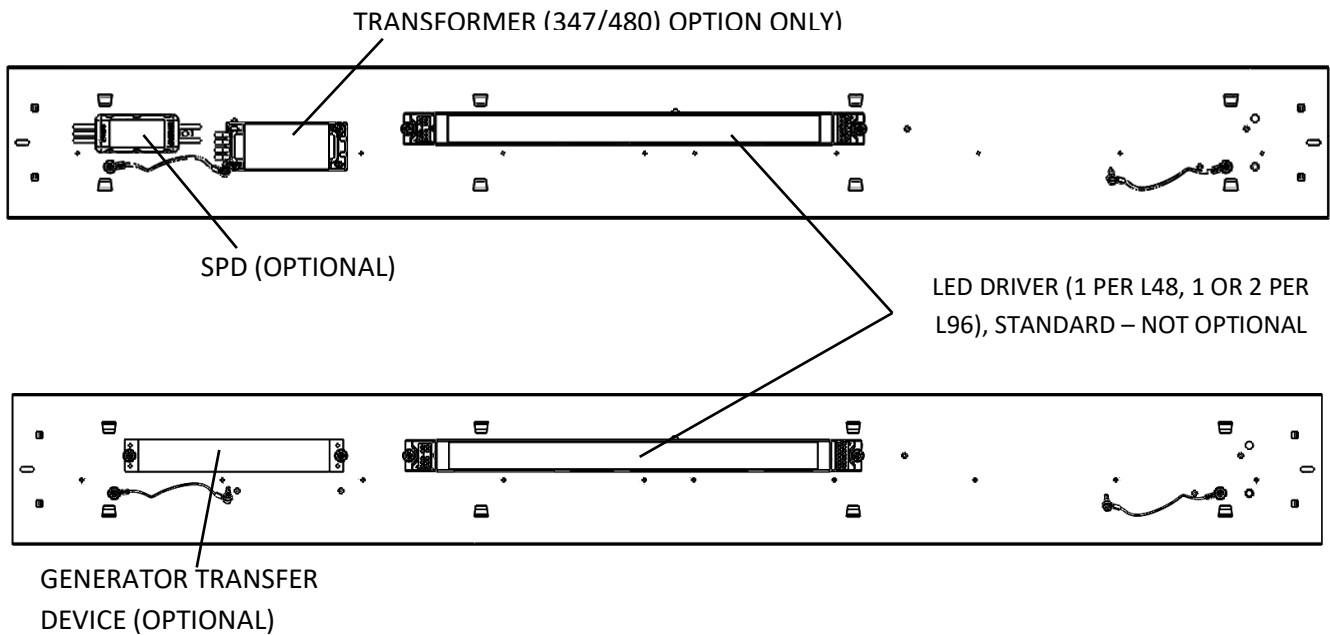 TRANSFORMER (347/480) OPTION ONLY)
SPD (OPTIONAL)
LED DRIVER (1 PER L48, 1 OR 2 PER
L96), STANDARD – NOT OPTIONAL
GENERATOR TRANSFER
DEVICE (OPTIONAL)